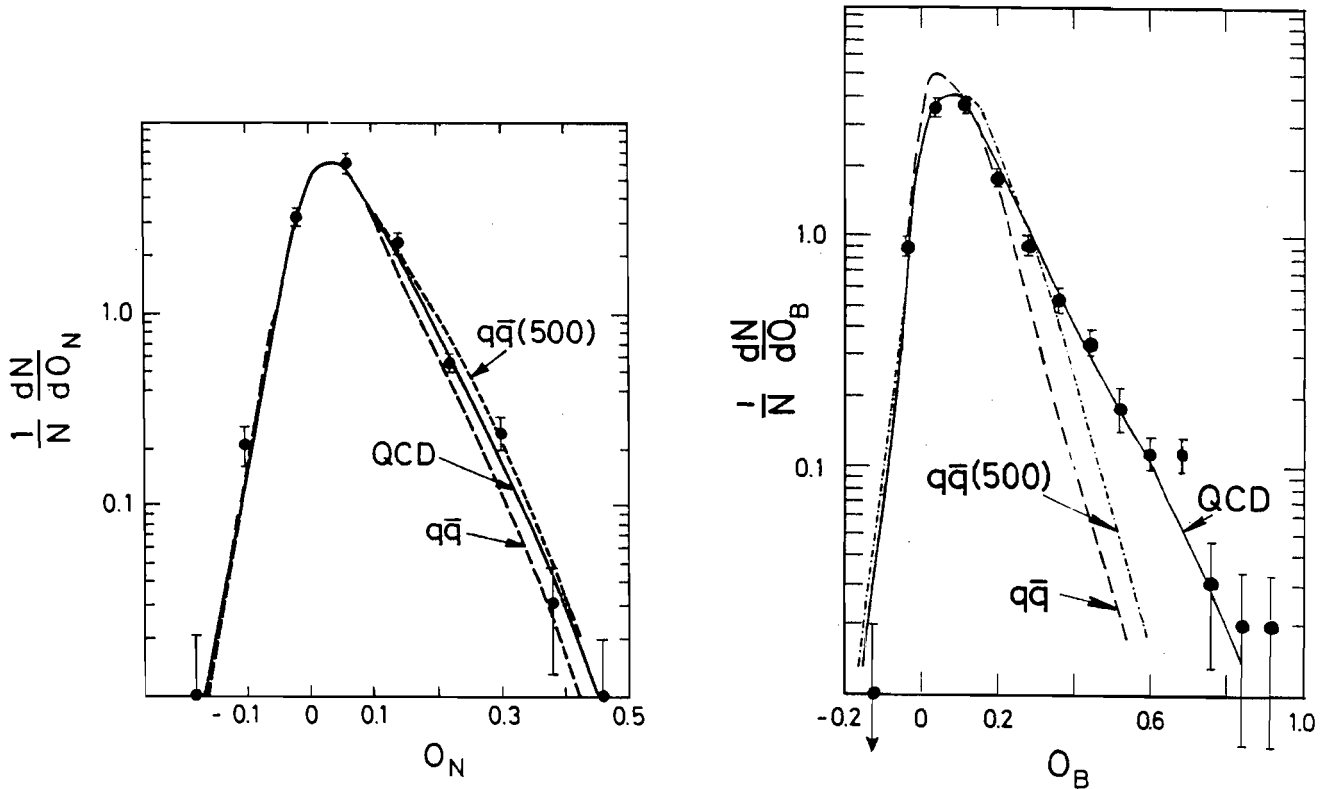 1/N dN/dO_N
1.0
0.1
qq̄(500)
QCD
qq̄
- 0.1 0 0.1 0.3 0.5
O_N
1/N dN/dO_B
1.0
0.1
qq̄(500)
QCD
qq̄
-0.2 0 0.2 0.6 1.0
O_B